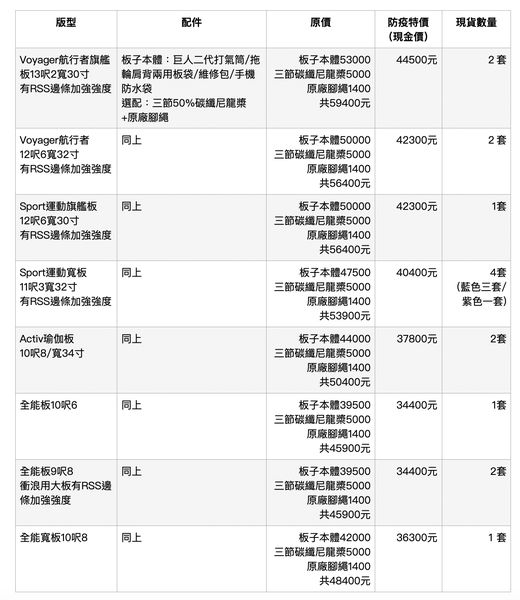 版型
配件
原價
防疫特價
（現金價）
現貨數量
Voyager航行者旗艦
板13呎2寬30寸
有RSS邊條加強強度
板子本體：巨人二代打氣筒/拖
輪肩背兩用板袋/維修包/手機
防水袋
選配：三節50%碳纖尼龍槳
+原廠腳繩
板子本體53000
三節碳纖尼龍槳5000
原廠腳繩1400
共59400元
44500元
2 套
Voyager航行者
12呎6寬32寸
有RSS邊條加強強度
同上
板子本體50000
三節碳纖尼龍槳5000
原廠腳繩1400
共56400元
42300元
2 套
Sport運動旗艦板
12呎6寬30寸
有RSS邊條加強強度
同上
板子本體50000
三節碳纖尼龍槳5000
原廠腳繩1400
共56400元
42300元
1套
Sport運動寬板
11呎3寬32寸
有RSS邊條加強強度
同上
板子本體47500
三節碳纖尼龍槳5000
原廠腳繩1400
共53900元
40400元
4套
(藍色三套/
紫色一套）
Activ瑜伽板
10呎8/寬34寸
同上
板子本體44000
三節碳纖尼龍槳5000
原廠腳繩1400
共50400元
37800元
2套
全能板10呎6
同上
板子本體39500
三節碳纖尼龍槳5000
原廠腳繩1400
共45900元
34400元
1套
全能板9呎8
衝浪用大板有RSS邊
條加強強度
同上
板子本體39500
三節碳纖尼龍槳5000
原廠腳繩1400
共45900元
34400元
2套
全能寬板10呎8
同上
板子本體42000
三節碳纖尼龍槳5000
原廠腳繩1400
共48400元
36300元
1 套